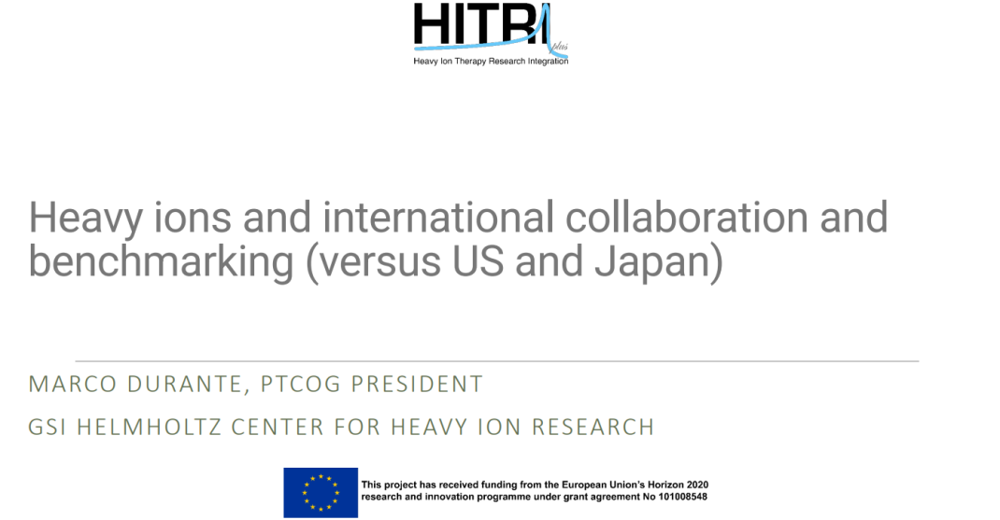 HITRI
plus
Heavy Ion Therapy Research Integration
Heavy ions and international collaboration and
benchmarking (versus US and Japan)
MARCO DURANTE, PTCOG PRESIDENT
GSI HELMHOLTZ CENTER FOR HEAVY ION RESEARCH
This project has received funding from the European Union's Horizon 2020
research and innovation programme under grant agreement No 101008548